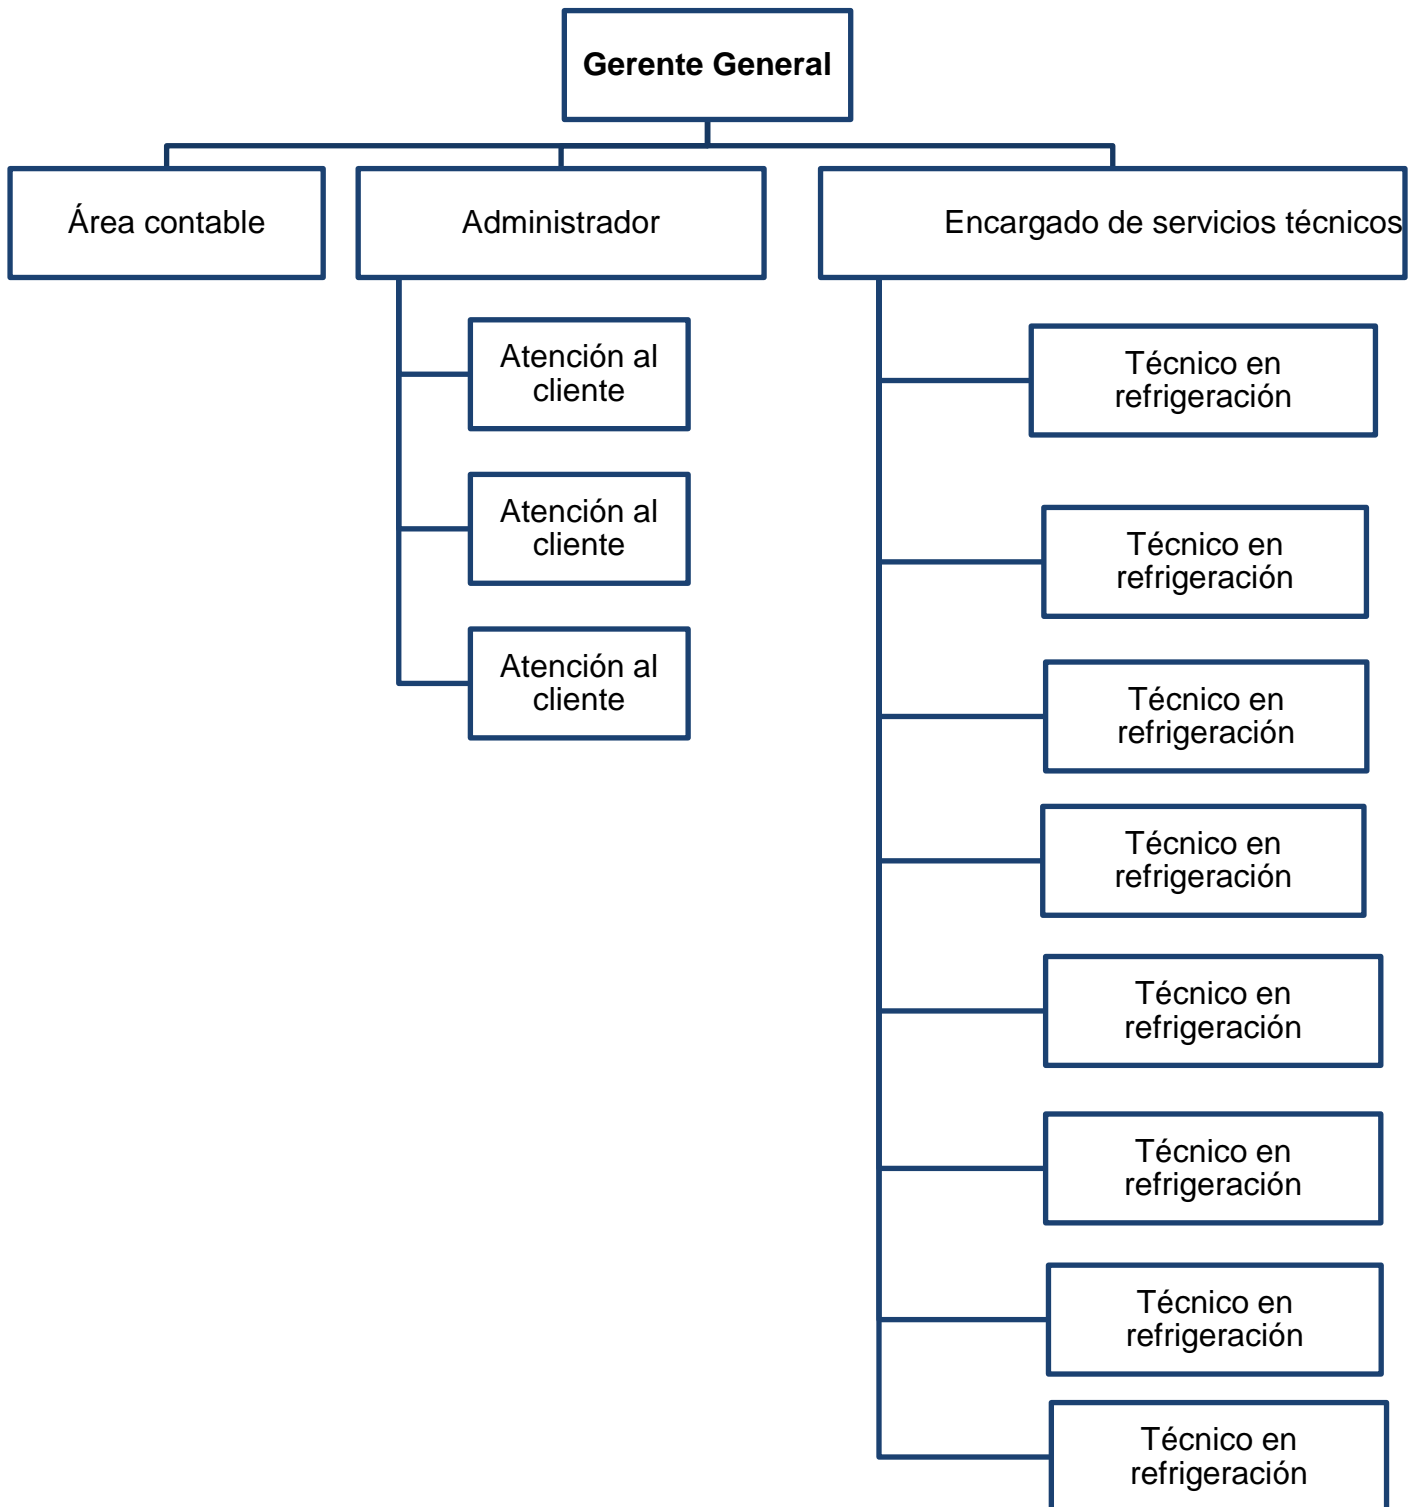 Gerente General
Área contable
Administrador
Encargado de servicios técnicos
Atención al
cliente
Atención al
cliente
Atención al
cliente
Técnico en
refrigeración
Técnico en
refrigeración
Técnico en
refrigeración
Técnico en
refrigeración
Técnico en
refrigeración
Técnico en
refrigeración
Técnico en
refrigeración
Técnico en
refrigeración